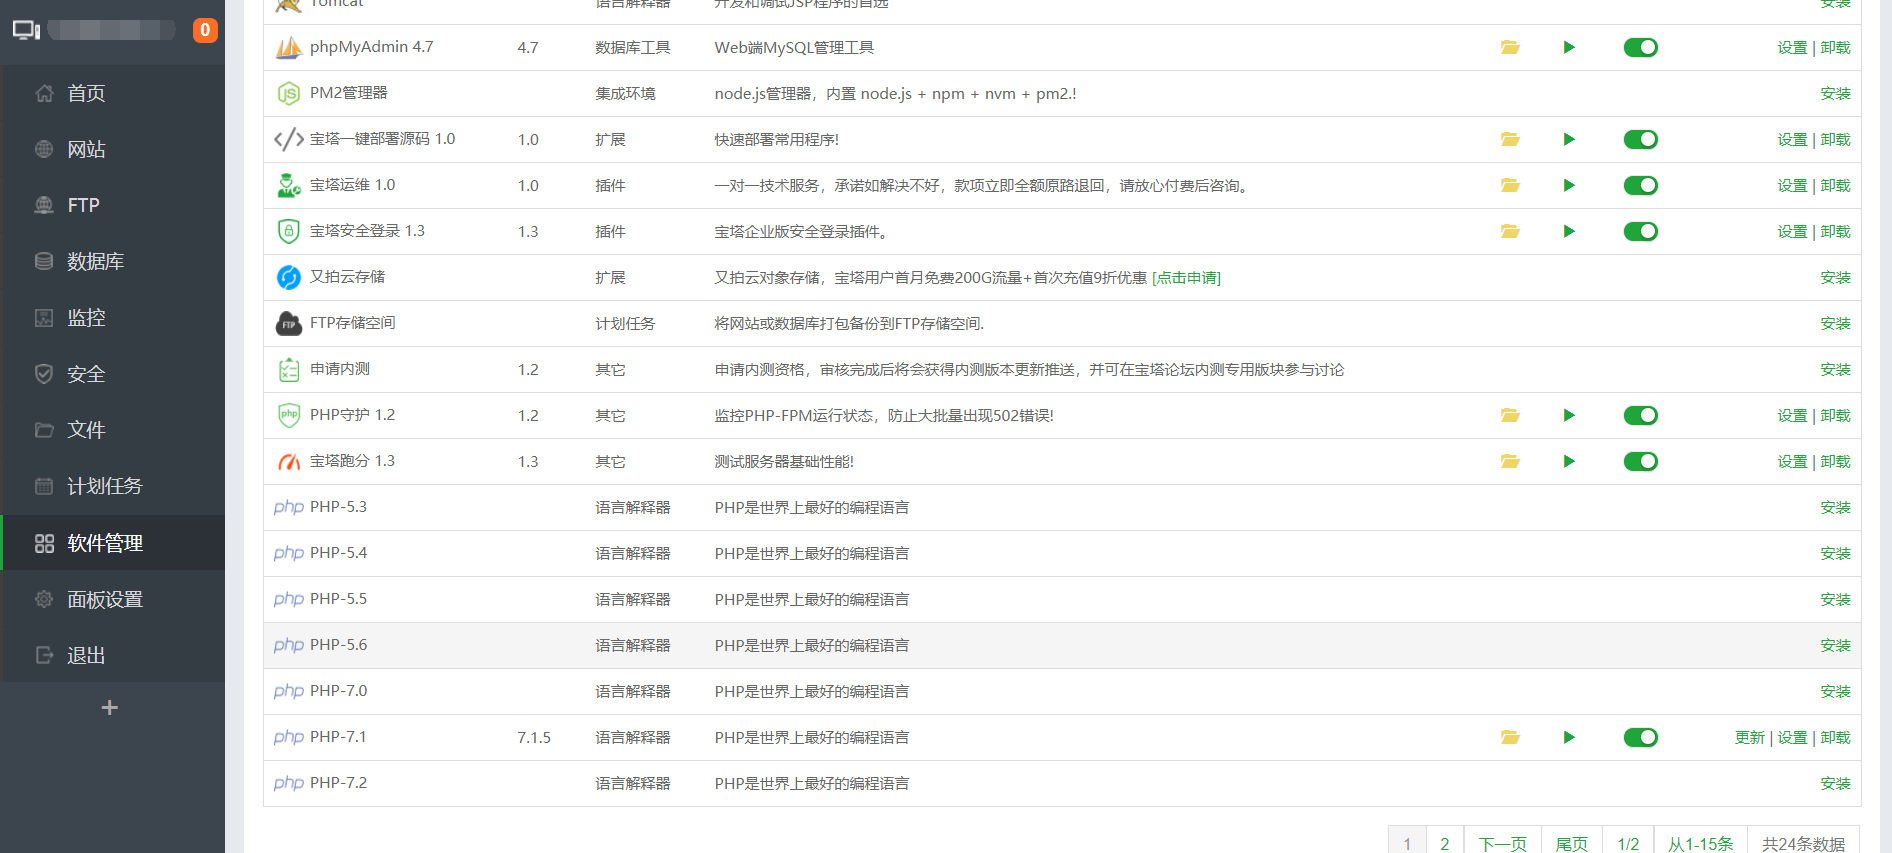 0
首页
网站
FTP
数据库
监控
安全
文件
计划任务
软件管理
面板设置
退出
+
Tomcat 语言解释器 开发和调试JSP程序的首选 安装
phpMyAdmin 4.7 4.7 数据库工具 Web端MySQL管理工具 设置 | 卸载
JS PM2管理器 集成环境 node.js管理器，内置 node.js + npm + nvm + pm2.! 安装
</> 宝塔一键部署源码 1.0 1.0 扩展 快速部署常用程序! 设置 | 卸载
宝塔运维 1.0 1.0 插件 一对一技术服务，承诺如解决不好，款项立即全额原路退回，请放心付费后咨询。 设置 | 卸载
宝塔安全登录 1.3 1.3 插件 宝塔企业版安全登录插件。 设置 | 卸载
又拍云存储 扩展 又拍云对象存储，宝塔用户首月免费200G流量+首次充值9折优惠 [点击申请] 安装
FTP FTP存储空间 计划任务 将网站或数据库打包备份到FTP存储空间. 安装
申请内测 1.2 其它 申请内测资格，审核完成后将会获得内测版本更新推送，并可在宝塔论坛内测专用版块参与讨论 安装
php PHP守护 1.2 1.2 其它 监控PHP-FPM运行状态，防止大批量出现502错误! 设置 | 卸载
宝塔跑分 1.3 1.3 其它 测试服务器基础性能! 设置 | 卸载
php PHP-5.3 语言解释器 PHP是世界上最好的编程语言 安装
php PHP-5.4 语言解释器 PHP是世界上最好的编程语言 安装
php PHP-5.5 语言解释器 PHP是世界上最好的编程语言 安装
php PHP-5.6 语言解释器 PHP是世界上最好的编程语言 安装
php PHP-7.0 语言解释器 PHP是世界上最好的编程语言 安装
php PHP-7.1 7.1.5 语言解释器 PHP是世界上最好的编程语言 更新 | 设置 | 卸载
php PHP-7.2 语言解释器 PHP是世界上最好的编程语言 安装
1 2 下一页 尾页 1/2 从1-15条 共24条数据